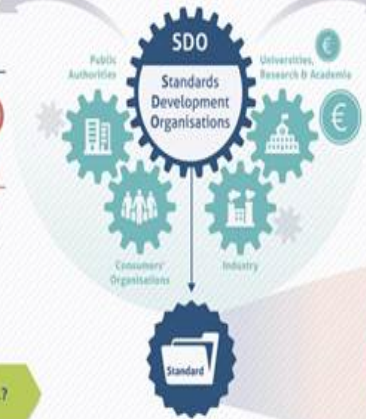 SDO
Standards
Development
Organisations
Public
Authorities
Universities,
Research & Academia
€
€
Consumers'
Organisations
Industry
Standard
?